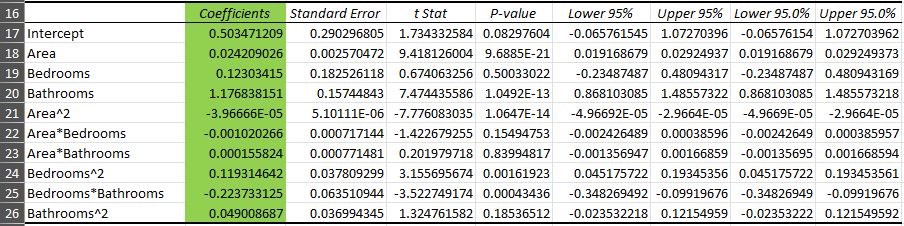 16 Coefficients Standard Error t Stat P-value Lower 95% Upper 95% Lower 95.0% Upper 95.0%
17 Intercept 0.503471209 0.290296805 1.734332584 0.08297604 -0.065761545 1.07270396 -0.06576154 1.072703962
18 Area 0.024209026 0.002570472 9.418126004 9.6885E-21 0.019168679 0.02924937 0.019168679 0.029249373
19 Bedrooms 0.12303415 0.182526118 0.674063256 0.50033022 -0.23487487 0.48094317 -0.23487487 0.480943169
20 Bathrooms 1.176838151 0.15744843 7.474435586 1.0492E-13 0.868103085 1.48557322 0.868103085 1.485573218
21 Area^2 -3.96666E-05 5.10111E-06 -7.776083035 1.0647E-14 -4.96692E-05 -2.9664E-05 -4.9669E-05 -2.9664E-05
22 Area*Bedrooms -0.001020266 0.000717144 -1.422679255 0.15494753 -0.002426489 0.00038596 -0.00242649 0.000385957
23 Area*Bathrooms 0.000155824 0.000771481 0.201979718 0.83994817 -0.001356947 0.00166859 -0.00135695 0.001668594
24 Bedrooms^2 0.119314642 0.037809299 3.155695674 0.00161923 0.045175722 0.19345356 0.045175722 0.193453561
25 Bedrooms*Bathrooms -0.223733125 0.063510944 -3.522749174 0.00043436 -0.348269492 -0.09919676 -0.34826949 -0.09919676
26 Bathrooms^2 0.049008687 0.036994345 1.324761582 0.18536512 -0.023532218 0.12154959 -0.02353222 0.121549592